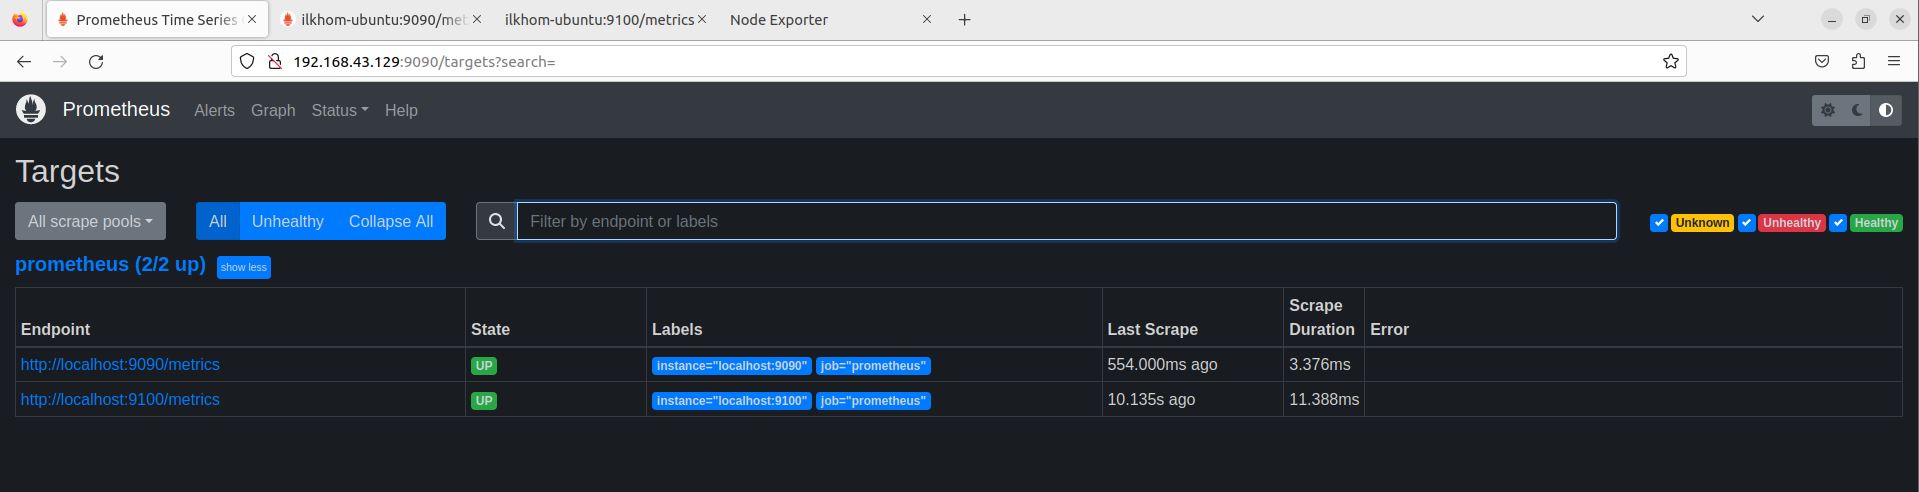 Prometheus Time Series
ilkhom-ubuntu:9090/met
ilkhom-ubuntu:9100/metrics
Node Exporter
192.168.43.129:9090/targets?search=
Prometheus Alerts Graph Status Help
Targets
All scrape pools All Unhealthy Collapse All Filter by endpoint or labels Unknown Unhealthy Healthy
prometheus (2/2 up) show less
Endpoint State Labels Last Scrape Scrape Duration Error
http://localhost:9090/metrics UP instance="localhost:9090" job="prometheus" 554.000ms ago 3.376ms
http://localhost:9100/metrics UP instance="localhost:9100" job="prometheus" 10.135s ago 11.388ms